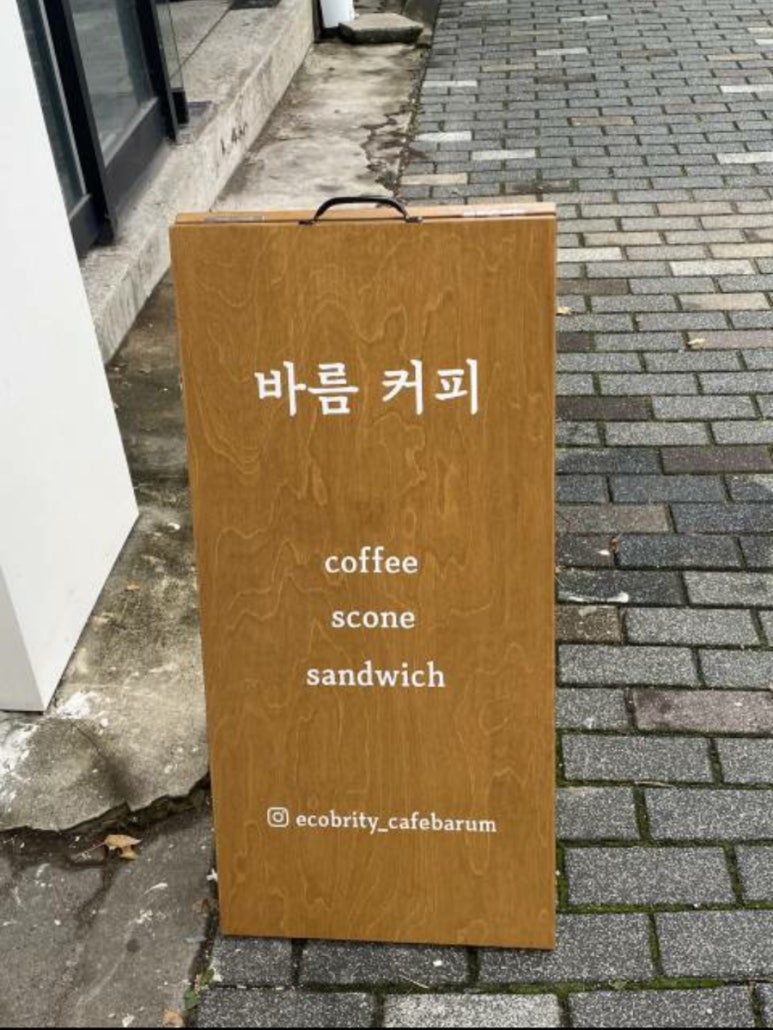 바름 커피
coffee
scone
sandwich
ecobrity_cafebarum